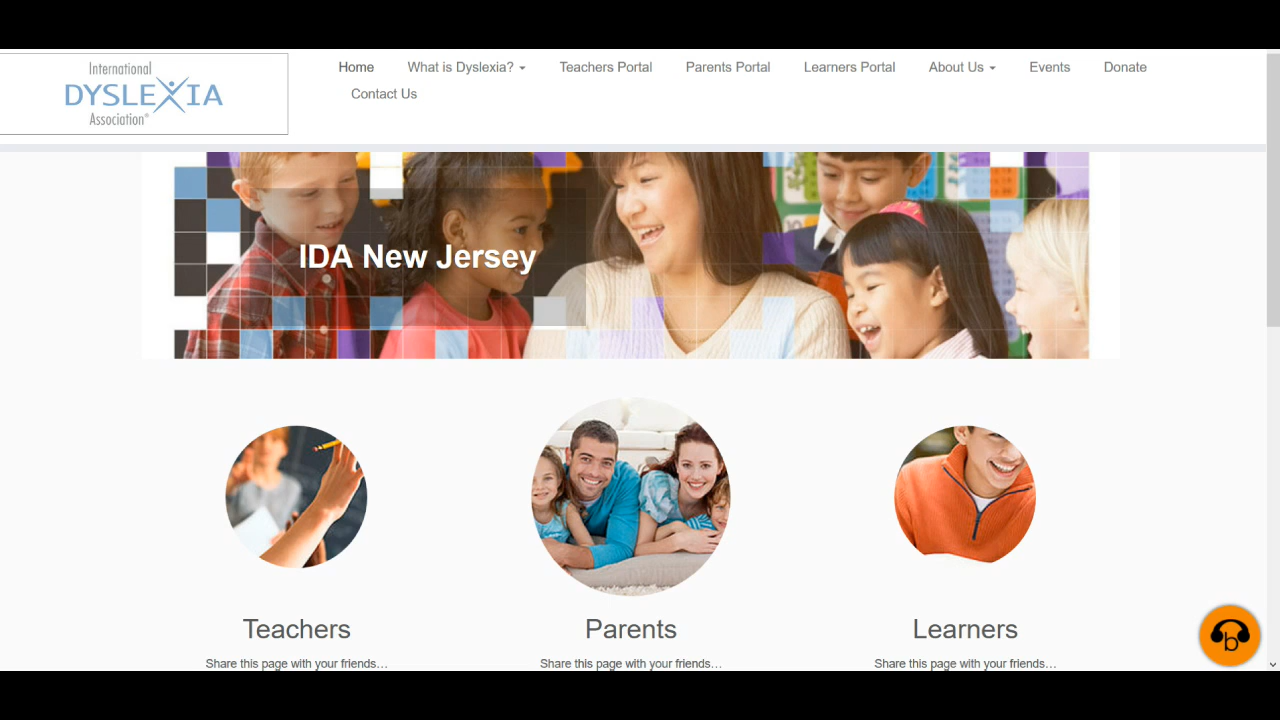 International
DYSLEXIA
Association®
Home What is Dyslexia? Teachers Portal Parents Portal Learners Portal About Us Events Donate
Contact Us
IDA New Jersey
Teachers Parents Learners
Share this page with your friends… Share this page with your friends… Share this page with your friends…
b